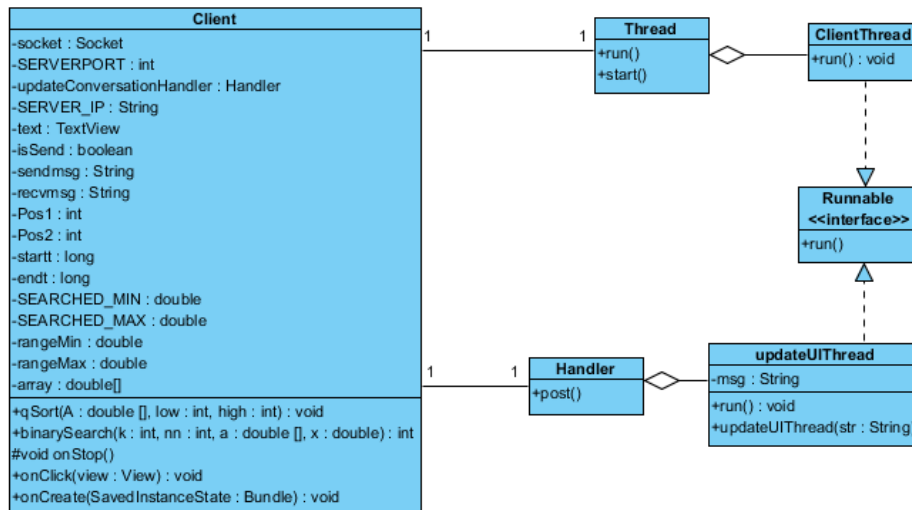 Client
-socket : Socket
-SERVERPORT : int
-updateConversationHandler : Handler
-SERVER_IP : String
-text : TextView
-isSend : boolean
-sendmsg : String
-recvmsg : String
-Pos1 : int
-Pos2 : int
-startt : long
-endt : long
-SEARCHED_MIN : double
-SEARCHED_MAX : double
-rangeMin : double
-rangeMax : double
-array : double[]
+qSort(A : double [], low : int, high : int) : void
+binarySearch(k : int, nn : int, a : double [], x : double) : int
#void onStop()
+onClick(view : View) : void
+onCreate(SavedInstanceState : Bundle) : void
1
1
Thread
+run()
+start()
ClientThread
+run() : void
Runnable
<<interface>>
+run()
1
1
Handler
+post()
updateUIThread
-msg : String
+run() : void
+updateUIThread(str : String)